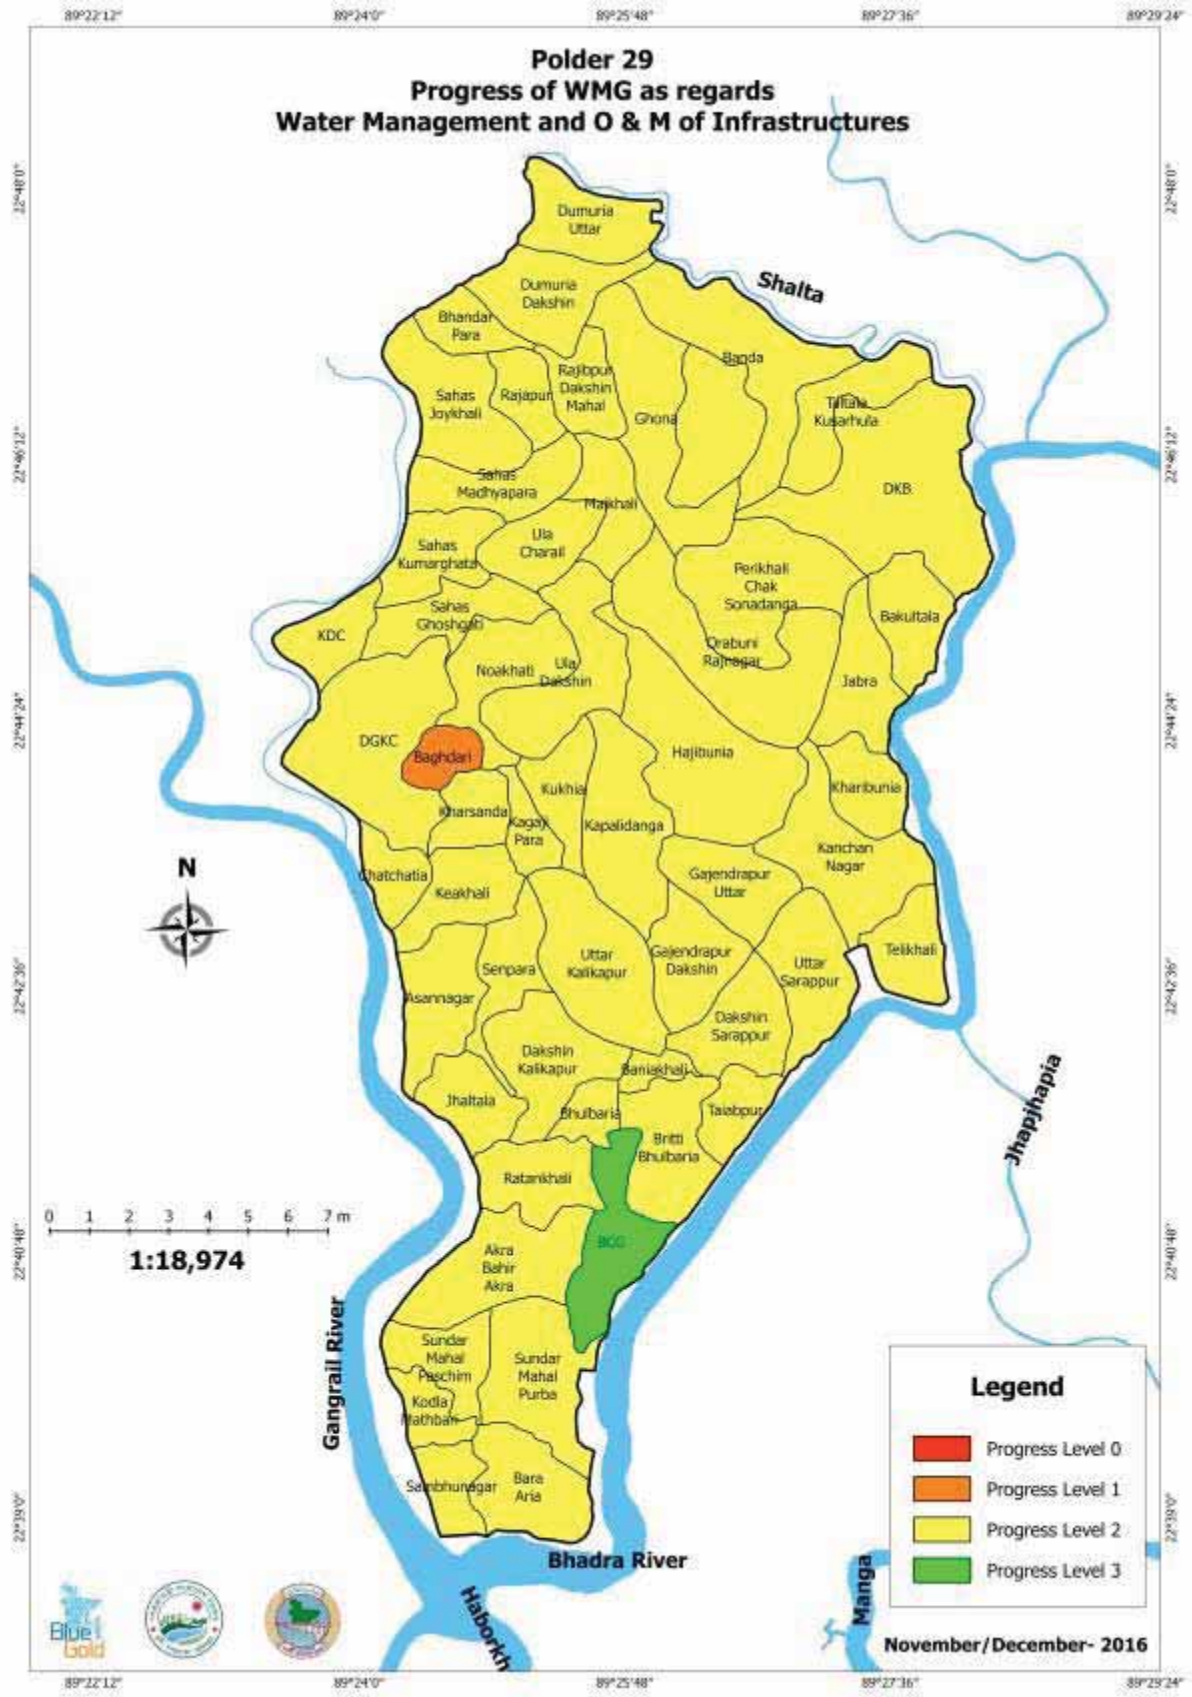 89°22'12" 89°24'0" 89°25'48" 89°27'36" 89°29'24"
Polder 29
Progress of WMG as regards
Water Management and O & M of Infrastructures
22°48'0" 22°48'0"
Dumuria
Uttar
Shalta
Dumuria
Dakshin
Bhandar
Para
Banda
Rajibpur
Dakshin
Mahal
Sahas
Joykhali
Rajapur
Ghona
Tiltala
Kusarhula
22°46'12" 22°46'12"
Sahas
Madhyapara
DKB
Maikhali
Ula
Charail
Sahas
Kumarghata
Perikhali
Chak
Sonadanga
Sahas
Ghoshgati
Bakultala
KDC
Orabuni
Rajnagar
Noakhati
Ula
Dakshin
Jabra
22°44'24" 22°44'24"
DGKC
Baghdari
Hajibunia
Kukhia
Kharibunia
Kharsanda
Kagaji
Para
Kapalidanga
Kanchan
Nagar
N
Chatchatia
Keakhali
Gajendrapur
Uttar
Telikhali
Senpara
Uttar
Kalikapur
Gajendrapur
Dakshin
Uttar
Sarappur
22°42'36" 22°42'36"
Asannagar
Dakshin
Sarappur
Dakshin
Kalikapur
Baniakhali
Jhaltala
Bhulbaria
Taiabpur
Jhapjhapia
Britti
Bhulbaria
Ratankhali
0 1 2 3 4 5 6 7 m
1:18,974
22°40'48" 22°40'48"
BCG
Akra
Bahir
Akra
Gangrail River
Sundar
Mahal
Paschim
Sundar
Mahal
Purba
Kodla
Mathbari
Sambhunagar
Bara
Aria
Legend
Progress Level 0
Progress Level 1
Progress Level 2
Progress Level 3
22°39'0" 22°39'0"
Bhadra River
Haborkh
Manga
Blue
Gold
November/December- 2016
89°22'12" 89°24'0" 89°25'48" 89°27'36" 89°29'24"